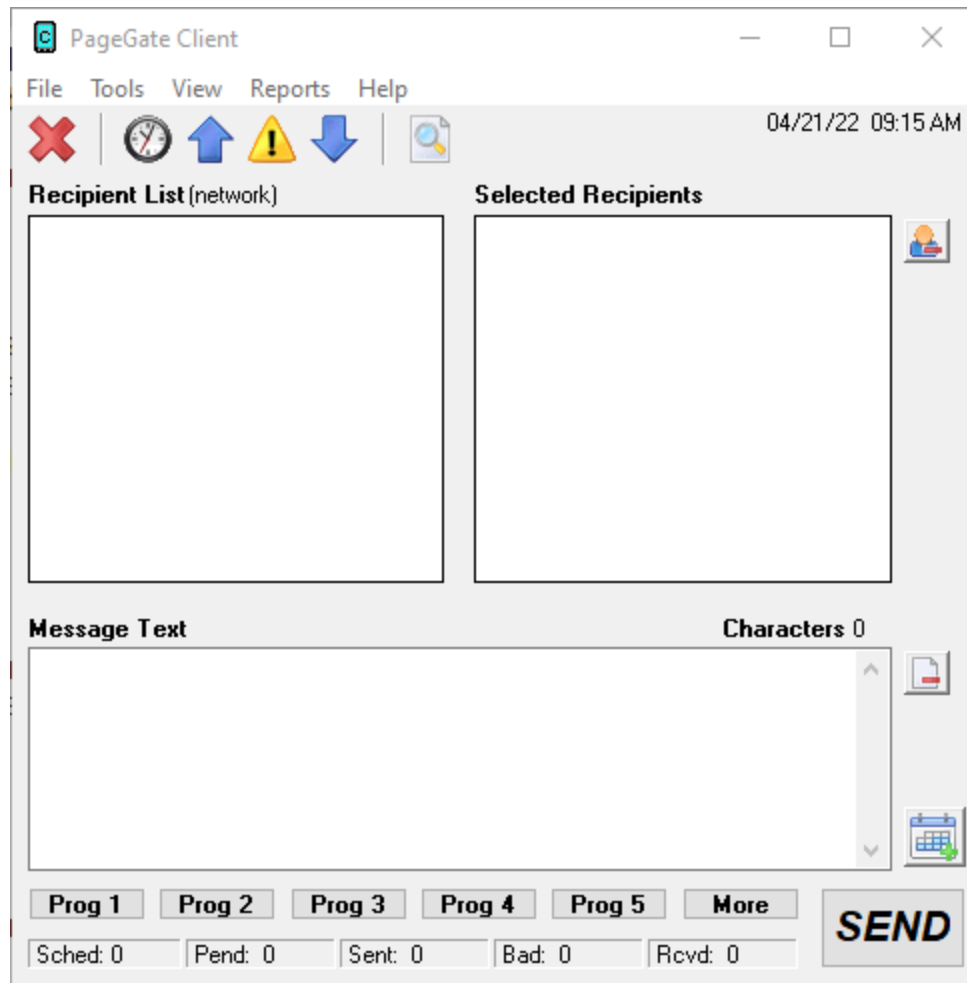 C PageGate Client
File Tools View Reports Help
04/21/22 09:15 AM
Recipient List (network) Selected Recipients
Message Text Characters 0
Prog 1 Prog 2 Prog 3 Prog 4 Prog 5 More
SEND
Sched: 0 Pend: 0 Sent: 0 Bad: 0 Rcvd: 0